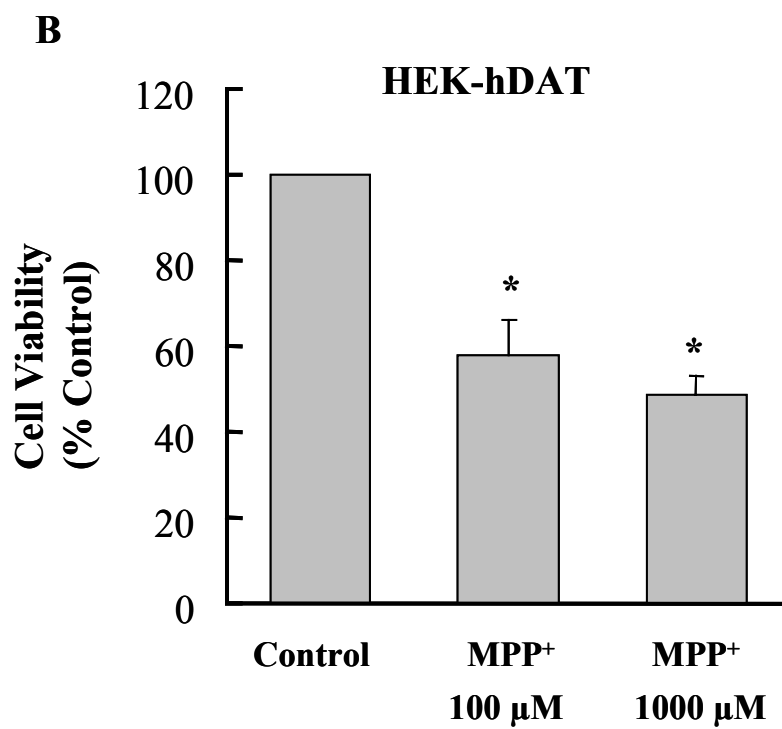 B
HEK-hDAT
120
100
80
60
40
20
0
Cell Viability
(% Control)
*
*
Control
MPP⁺
100 μM
MPP⁺
1000 μM